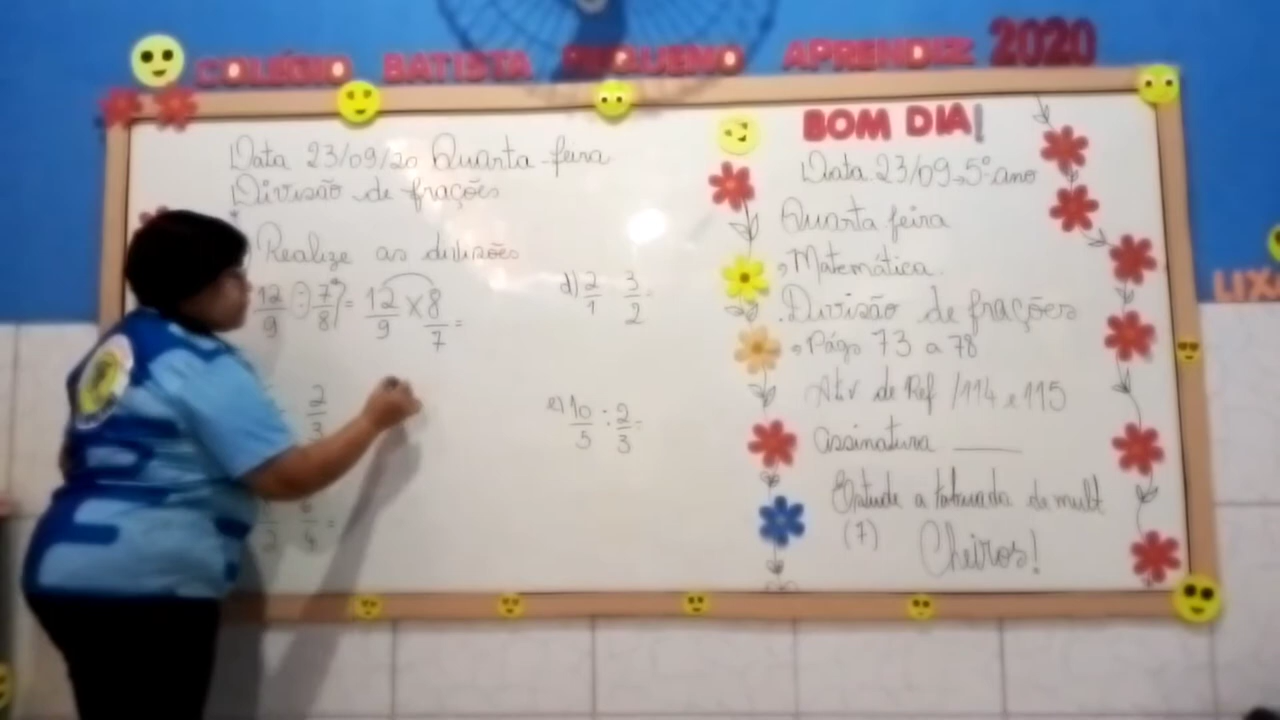 COLÉGIO BATISTA PEQUENO APRENDIZ 2020
Data 23/09/20 Quarta feira
Divisão de frações
Realize as divisões
12/9 : 7/8 = 12/9 x 8/7 =
2/3
d) 2/1 3/2 =
e) 10/5 : 2/3 =
BOM DIA!
Data 23/09 5º ano
Quarta feira
Matemática.
Divisão de frações
Págs 73 a 78
Ativ de Ref /114 e 115
assinatura ____
Estude a tabuada de mult
(7) Cheiros!
LIXA